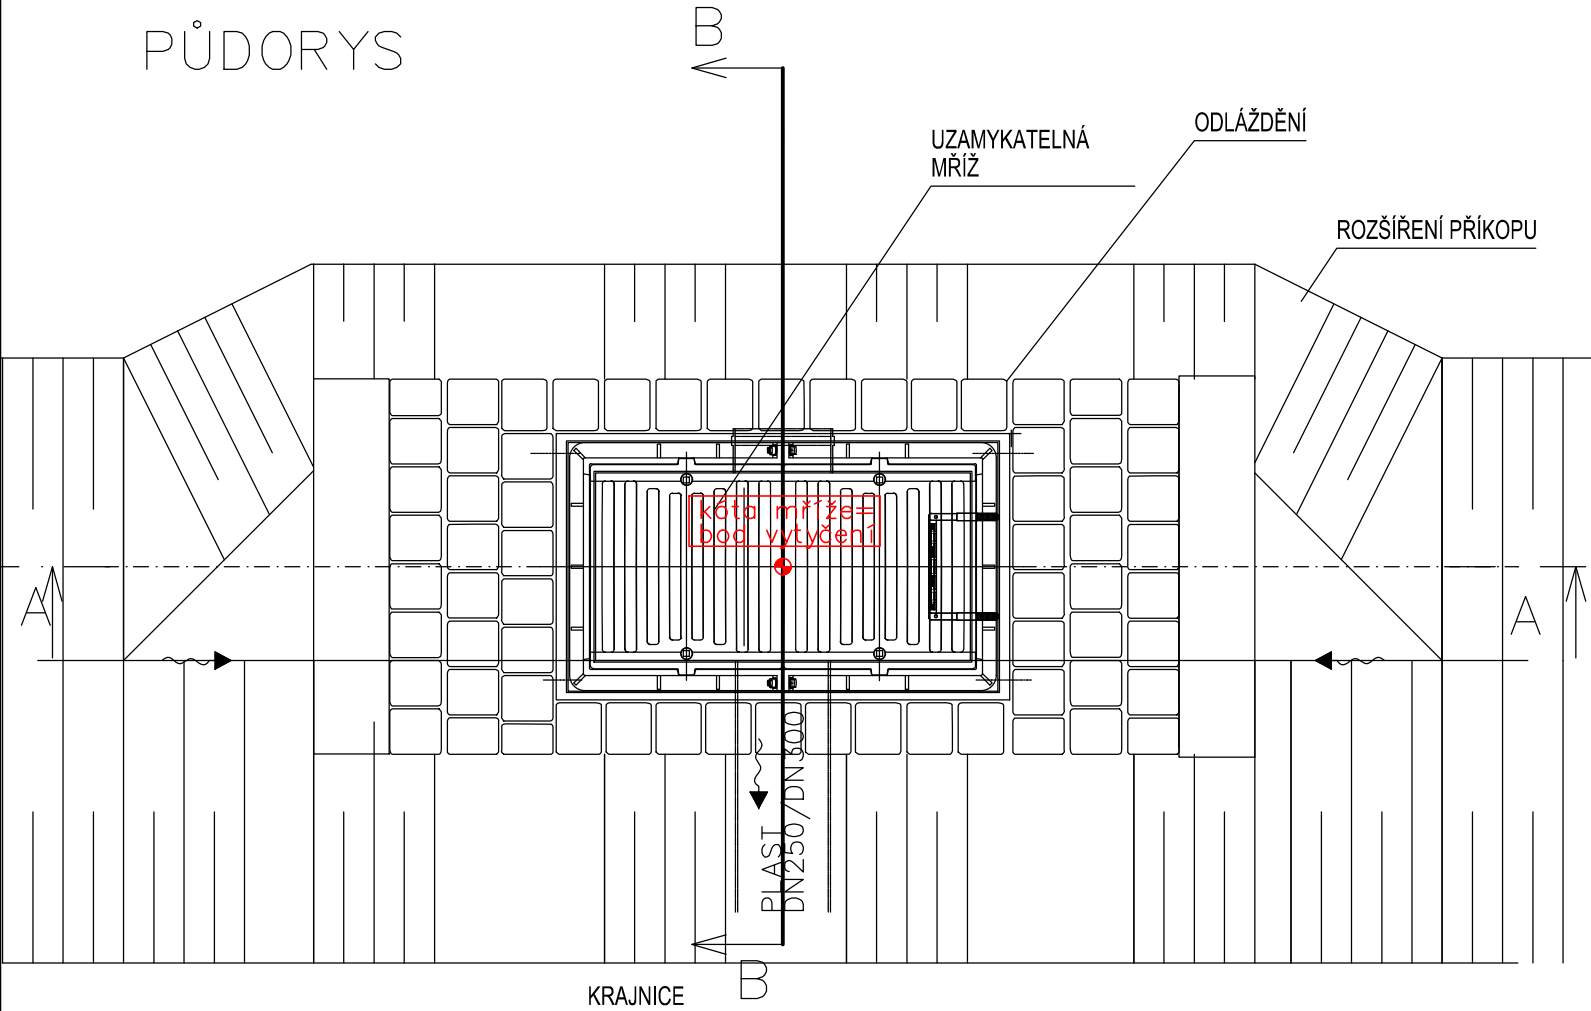 PŮDORYS
B
UZAMYKATELNÁ
MŘÍŽ
ODLÁŽDĚNÍ
ROZŠÍŘENÍ PŘÍKOPU
kóta mříže=
bod vytyčení
A
A
PLAST
DN250/DN300
B
KRAJNICE